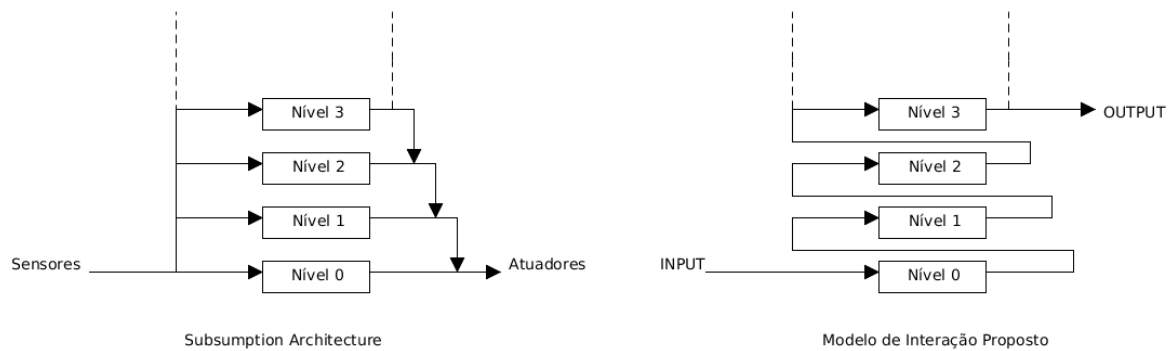 Nível 3
Nível 2
Nível 1
Nível 0
Sensores
Atuadores
Subsumption Architecture
Nível 3
OUTPUT
Nível 2
Nível 1
INPUT
Nível 0
Modelo de Interação Proposto